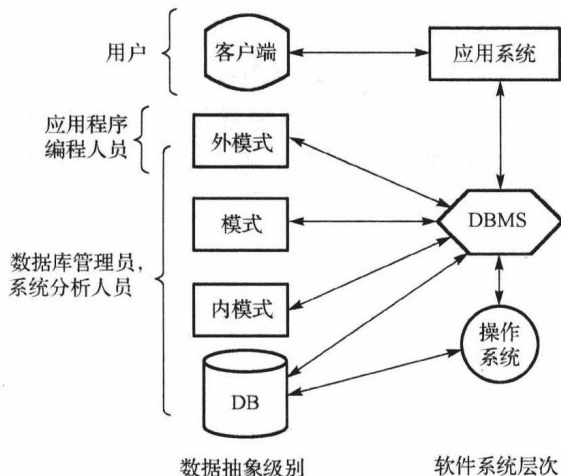 用户
客户端
应用系统
应用程序
编程人员
外模式
模式
DBMS
数据库管理员,
系统分析人员
内模式
操作
系统
DB
数据抽象级别
软件系统层次